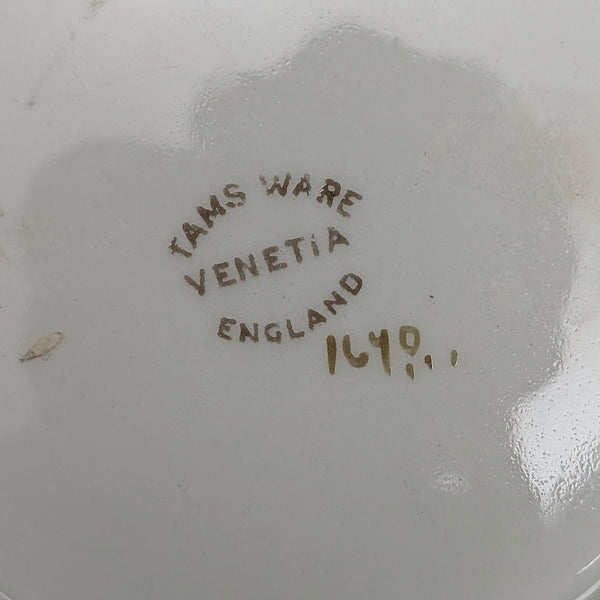 TAMS WARE
VENETIA
ENGLAND
1640